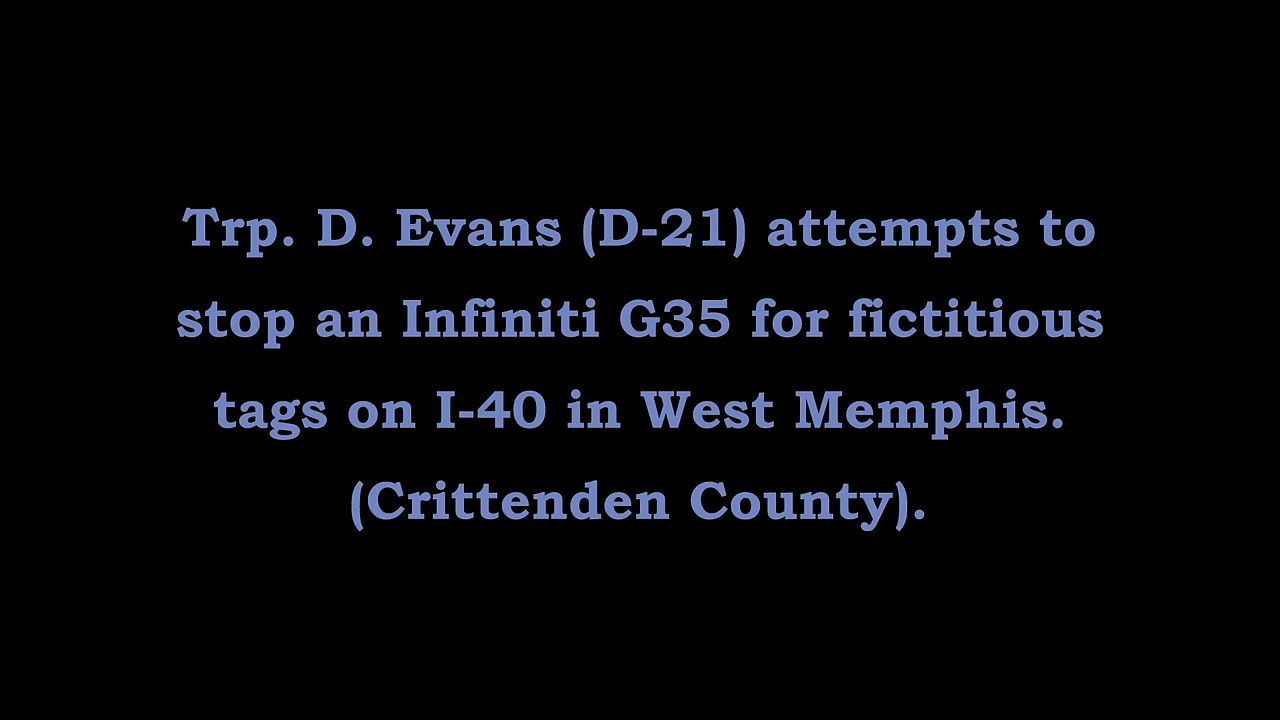 Trp. D. Evans (D-21) attempts to
stop an Infiniti G35 for fictitious
tags on I-40 in West Memphis.
(Crittenden County).